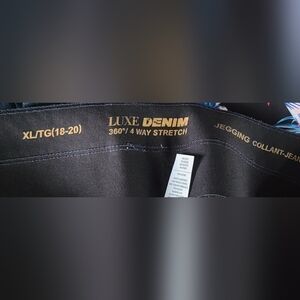 XL/TG(18-20)
LUXE DENIM
360°/ 4 WAY STRETCH
JEGGING COLLANT-JEAN